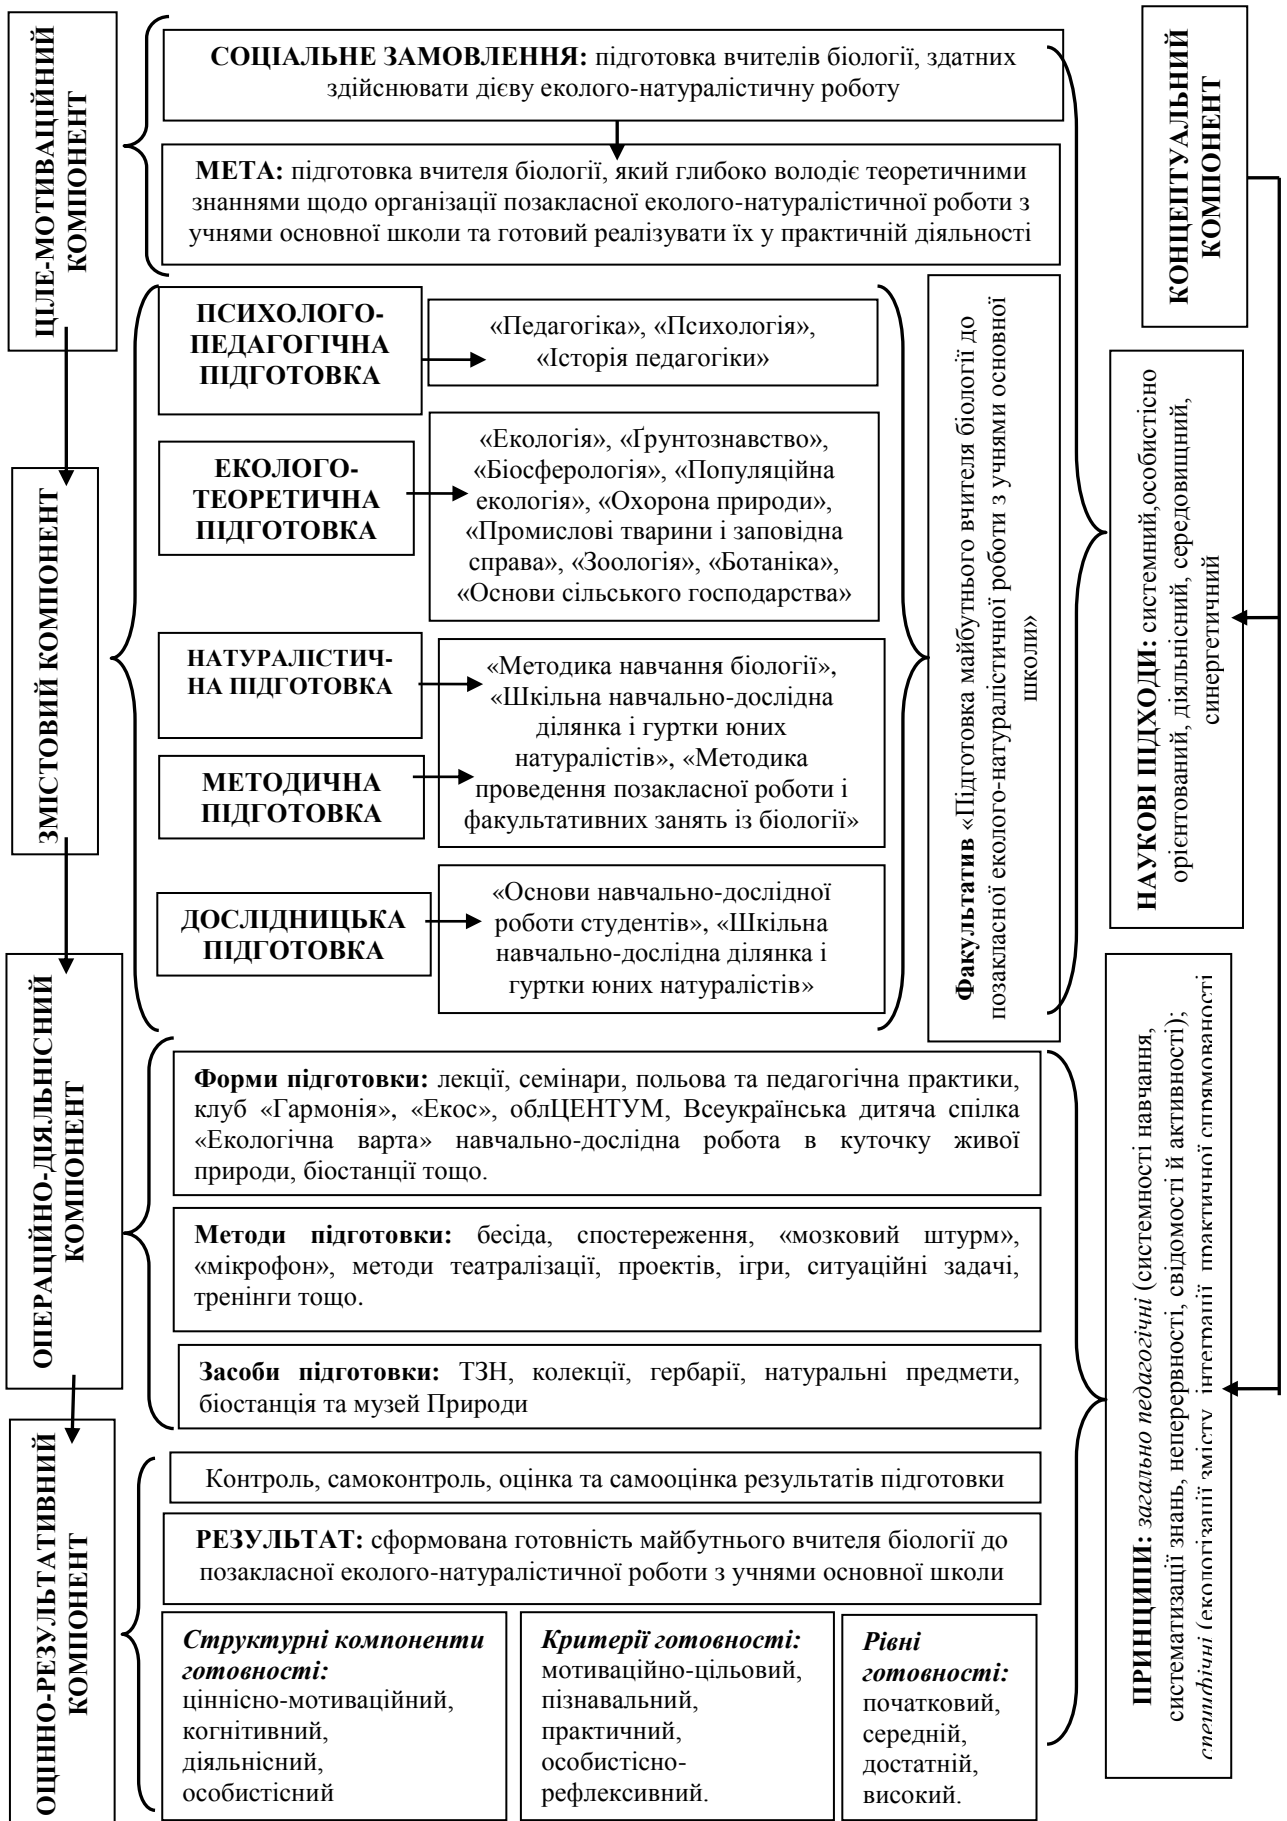 ЦІЛЕ-МОТИВАЦІЙНИЙ
КОМПОНЕНТ
СОЦІАЛЬНЕ ЗАМОВЛЕННЯ: підготовка вчителів біології, здатних
здійснювати дієву еколого-натуралістичну роботу
МЕТА: підготовка вчителя біології, який глибоко володіє теоретичними
знаннями щодо організації позакласної еколого-натуралістичної роботи з
учнями основної школи та готовий реалізувати їх у практичній діяльності
КОНЦЕПТУАЛЬНИЙ
КОМПОНЕНТ
ЗМІСТОВИЙ КОМПОНЕНТ
ПСИХОЛОГО-
ПЕДАГОГІЧНА
ПІДГОТОВКА
«Педагогіка», «Психологія»,
«Історія педагогіки»
ЕКОЛОГО-
ТЕОРЕТИЧНА
ПІДГОТОВКА
«Екологія», «Ґрунтознавство»,
«Біосферологія», «Популяційна
екологія», «Охорона природи»,
«Промислові тварини і заповідна
справа», «Зоологія», «Ботаніка»,
«Основи сільського господарства»
НАТУРАЛІСТИЧ-
НА ПІДГОТОВКА
МЕТОДИЧНА
ПІДГОТОВКА
«Методика навчання біології»,
«Шкільна навчально-дослідна
ділянка і гуртки юних
натуралістів», «Методика
проведення позакласної роботи і
факультативних занять із біології»
ДОСЛІДНИЦЬКА
ПІДГОТОВКА
«Основи навчально-дослідної
роботи студентів», «Шкільна
навчально-дослідна ділянка і
гуртки юних натуралістів»
Факультатив «Підготовка майбутнього вчителя біології до
позакласної еколого-натуралістичної роботи з учнями основної
школи»
НАУКОВІ ПІДХОДИ: системний,особистісно
орієнтований, діяльнісний, середовищний,
синергетичний
ОПЕРАЦІЙНО-ДІЯЛЬНІСНИЙ
КОМПОНЕНТ
Форми підготовки: лекції, семінари, польова та педагогічна практики,
клуб «Гармонія», «Екос», облЦЕНТУМ, Всеукраїнська дитяча спілка
«Екологічна варта» навчально-дослідна робота в куточку живої
природи, біостанції тощо.
Методи підготовки: бесіда, спостереження, «мозковий штурм»,
«мікрофон», методи театралізації, проектів, ігри, ситуаційні задачі,
тренінги тощо.
Засоби підготовки: ТЗН, колекції, гербарії, натуральні предмети,
біостанція та музей Природи
ПРИНЦИПИ: загально педагогічні (системності навчання,
систематизації знань, неперервності, свідомості й активності);
специфічні (екологізації змісту, інтеграції, практичної спрямованості
ОЦІННО-РЕЗУЛЬТАТИВНИЙ
КОМПОНЕНТ
Контроль, самоконтроль, оцінка та самооцінка результатів підготовки
РЕЗУЛЬТАТ: сформована готовність майбутнього вчителя біології до
позакласної еколого-натуралістичної роботи з учнями основної школи
Структурні компоненти
готовності:
ціннісно-мотиваційний,
когнітивний,
діяльнісний,
особистісний
Критерії готовності:
мотиваційно-цільовий,
пізнавальний,
практичний,
особистісно-
рефлексивний.
Рівні
готовності:
початковий,
середній,
достатній,
високий.